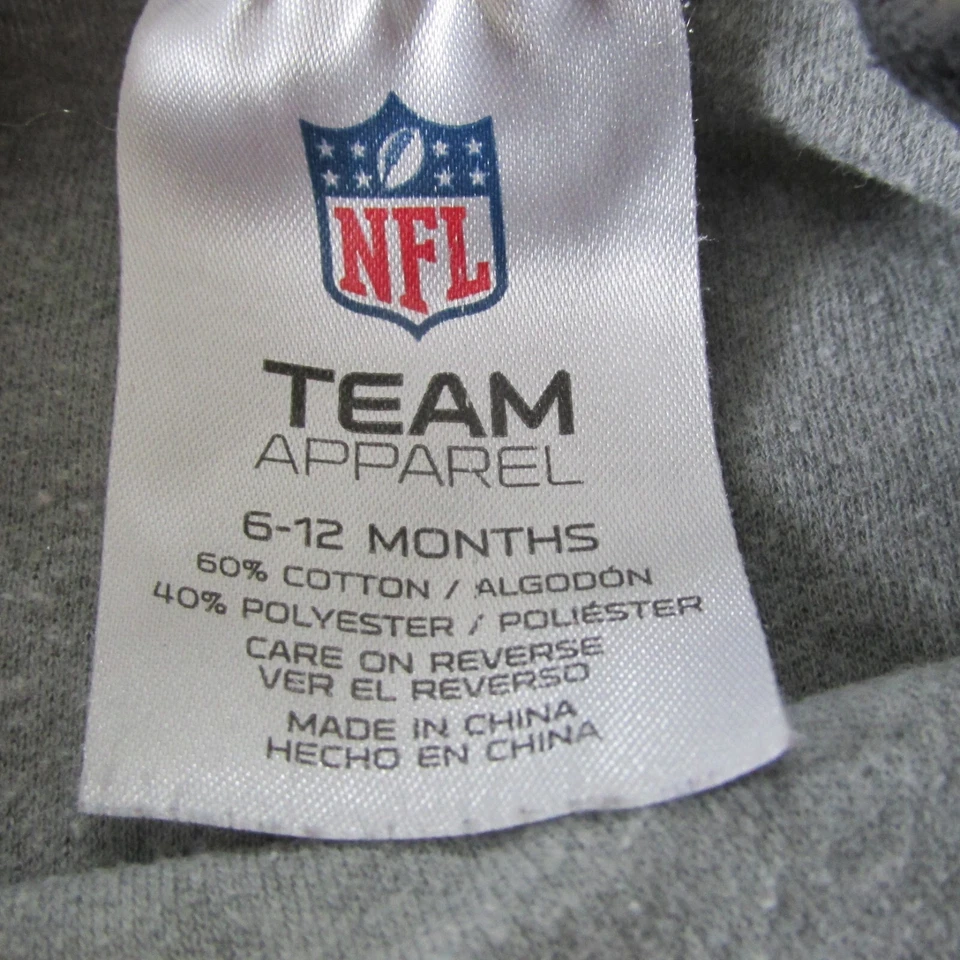 NFL
TEAM
APPAREL
6-12 MONTHS
60% COTTON / ALGODÓN
40% POLYESTER / POLIÉSTER
CARE ON REVERSE
VER EL REVERSO
MADE IN CHINA
HECHO EN CHINA